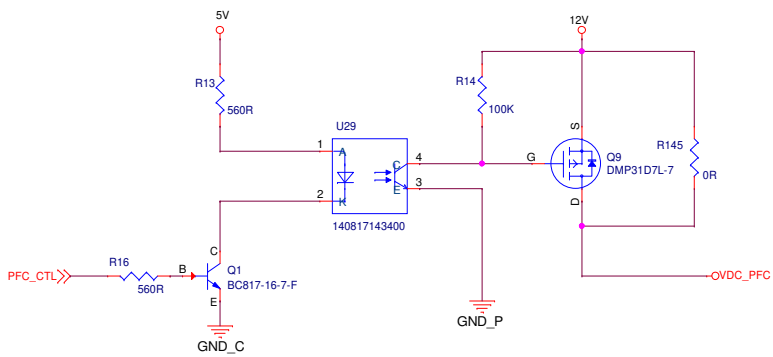 5V
12V
R13
560R
R14
100K
U29
1
A
C
4
S
G
Q9
DMP31D7L-7
R145
0R
2
K
E
3
140817143400
D
C
PFC_CTL
R16
560R
B
Q1
BC817-16-7-F
E
VDC_PFC
GND_P
GND_C